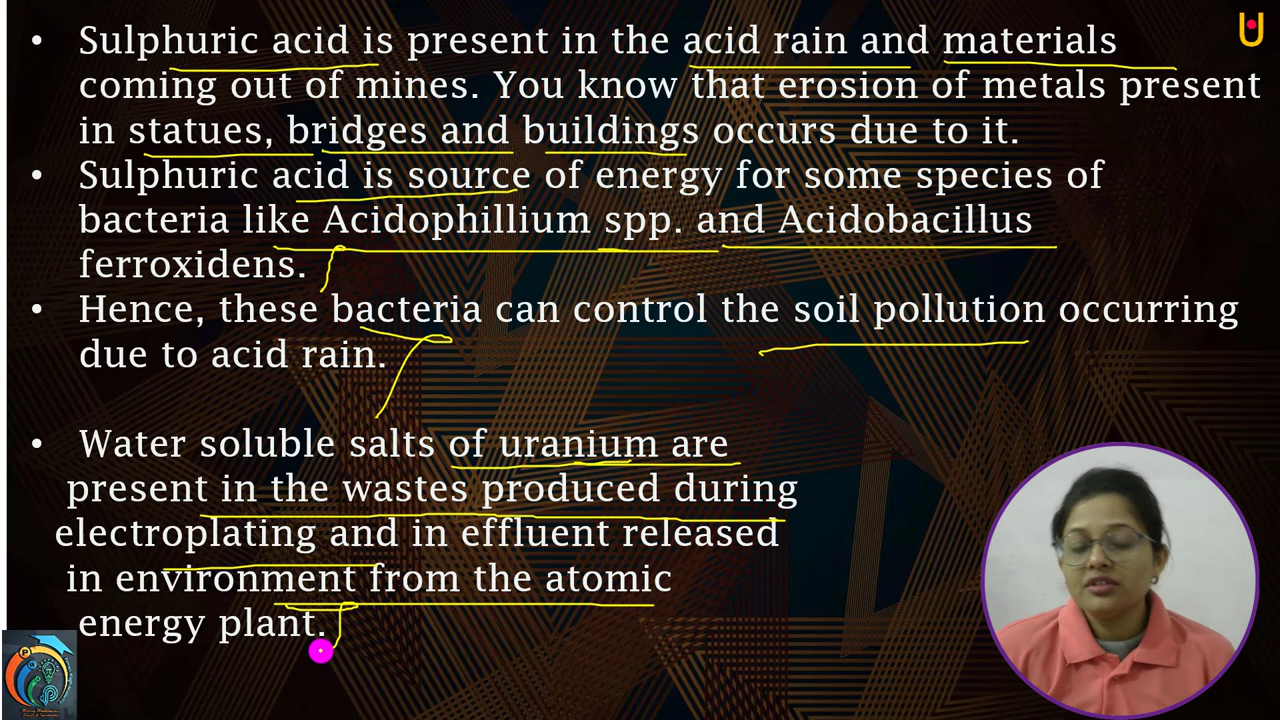 • Sulphuric acid is present in the acid rain and materials
coming out of mines. You know that erosion of metals present
in statues, bridges and buildings occurs due to it.
• Sulphuric acid is source of energy for some species of
bacteria like Acidophillium spp. and Acidobacillus
ferroxidens.
• Hence, these bacteria can control the soil pollution occurring
due to acid rain.
• Water soluble salts of uranium are
present in the wastes produced during
electroplating and in effluent released
in environment from the atomic
energy plant.